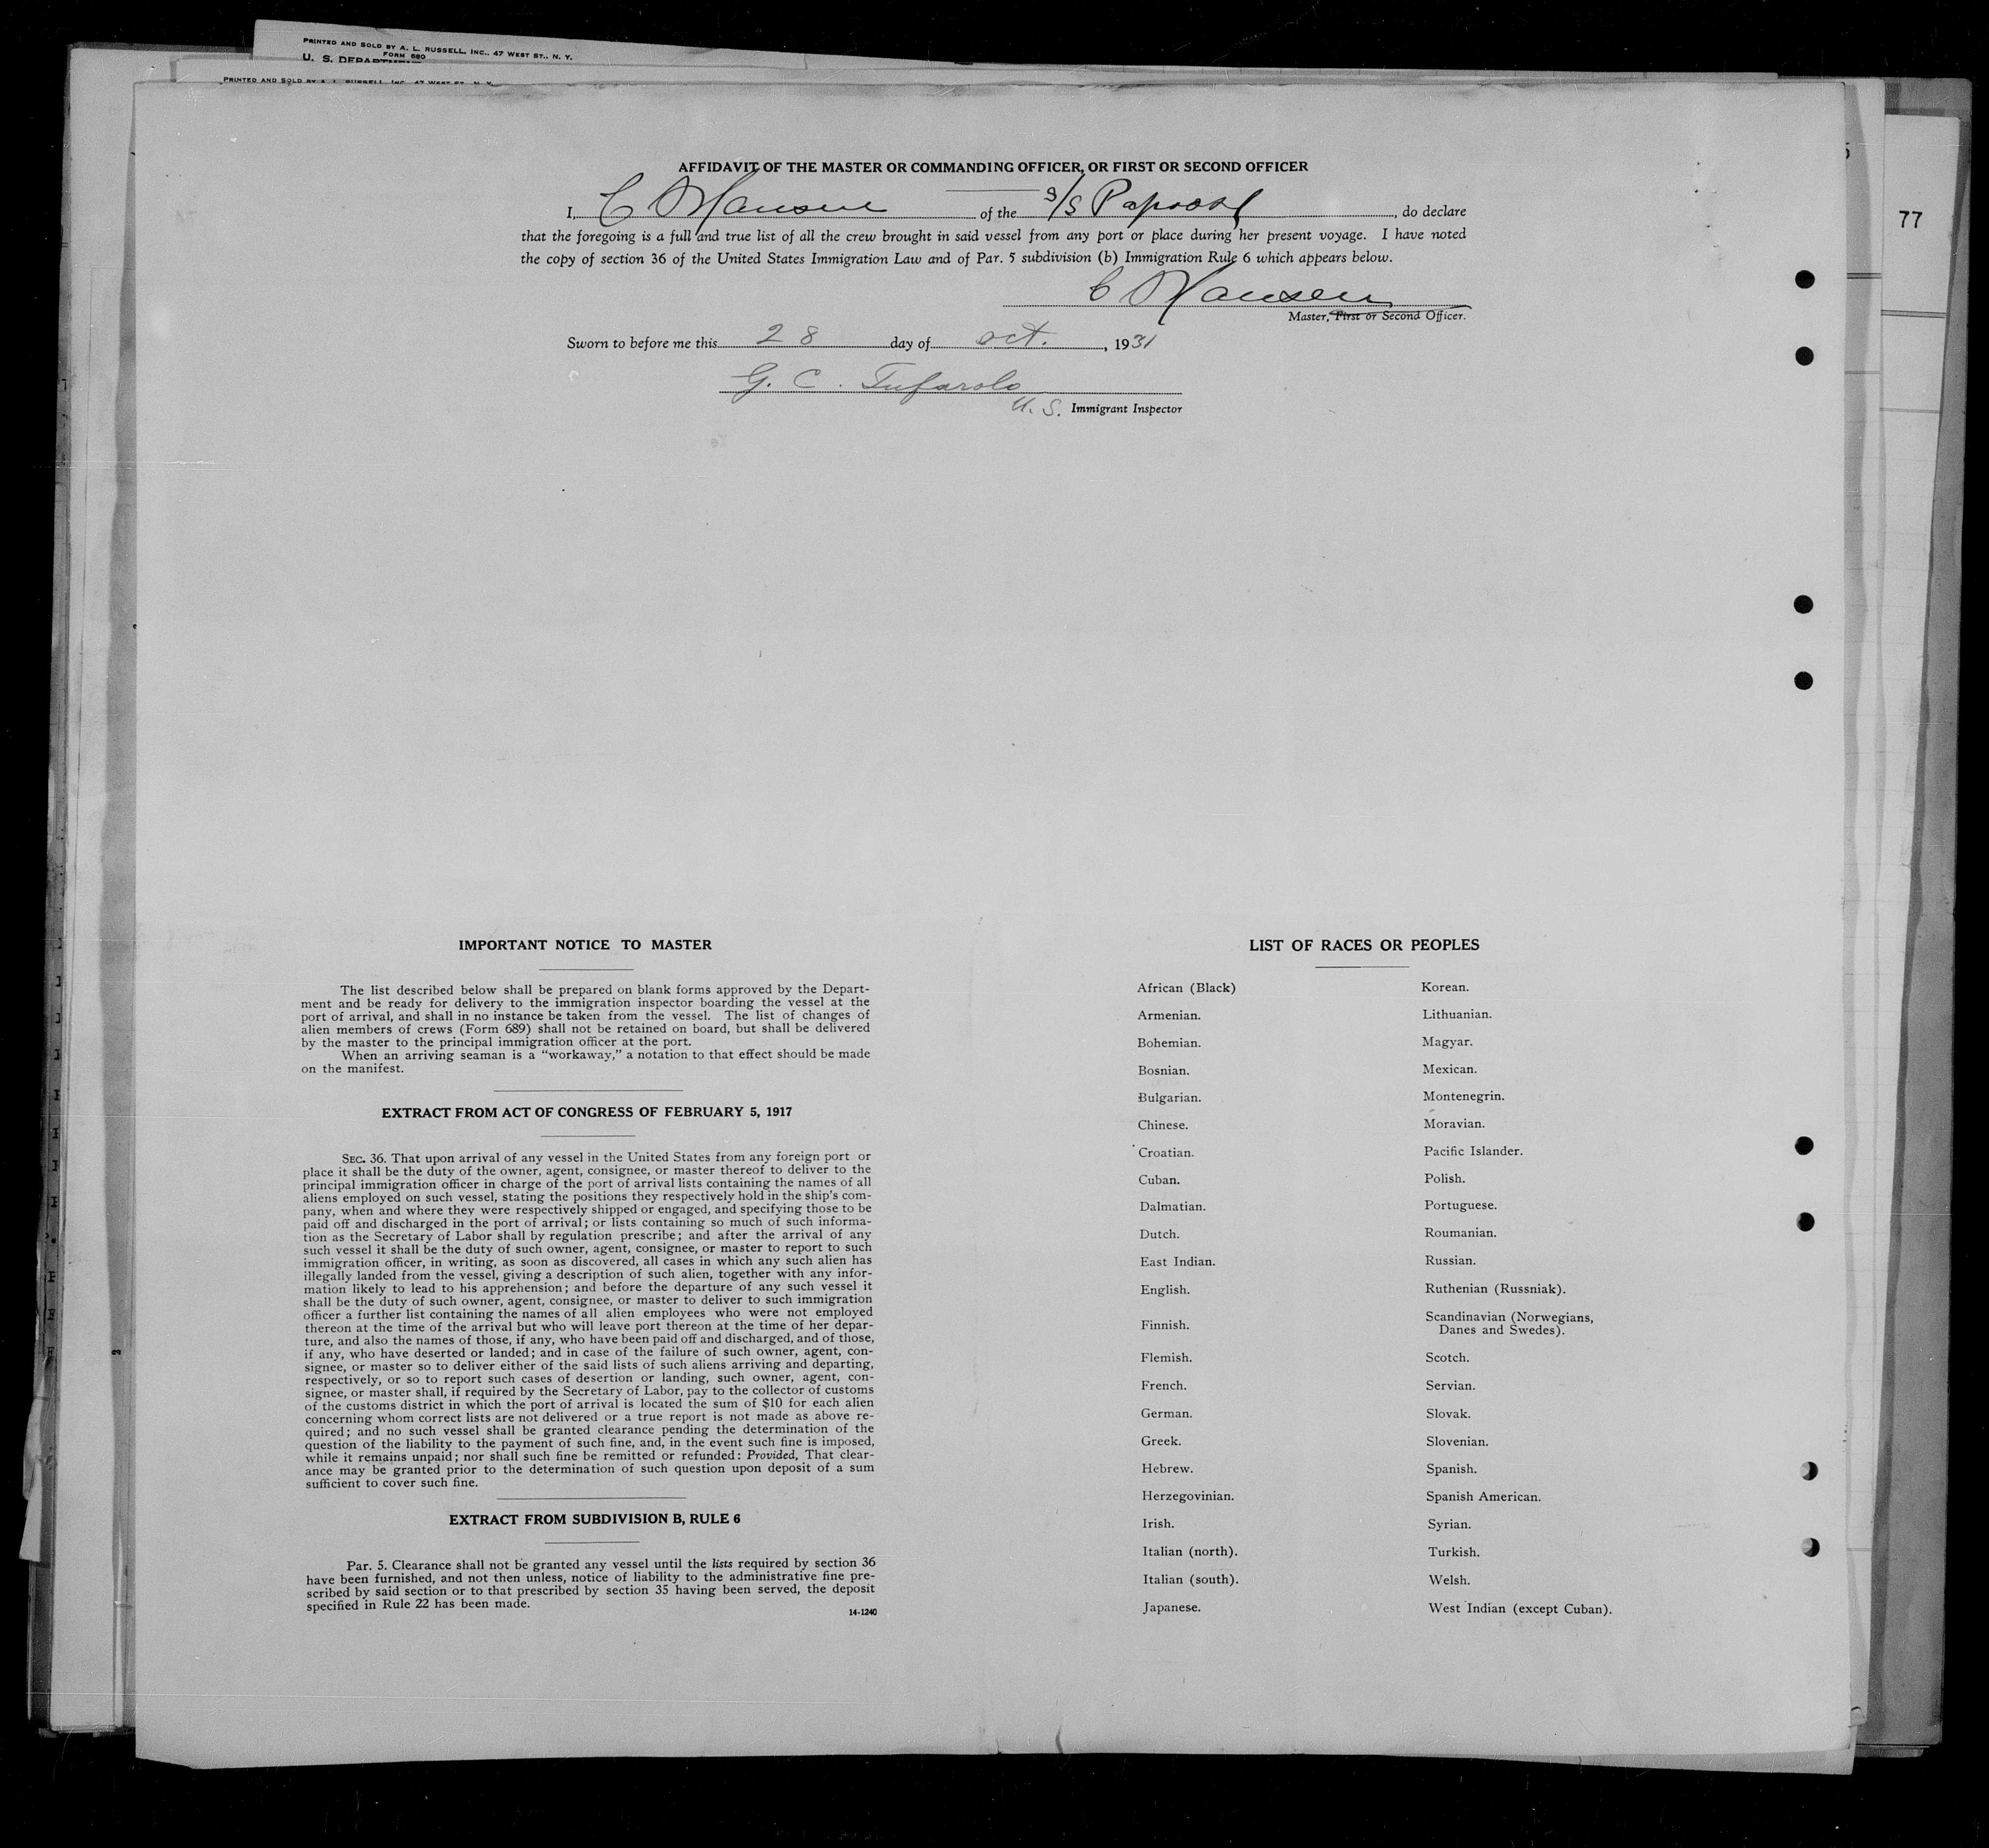 PRINTED AND SOLD BY A. L. RUSSELL, INC., 47 WEST ST., N. Y.
FORM 680
U. S. DEPARTMENT
PRINTED AND SOLD BY A. L. RUSSELL, INC., 47 WEST ST., N. Y.
77
AFFIDAVIT OF THE MASTER OR COMMANDING OFFICER, OR FIRST OR SECOND OFFICER
I, C Hansen of the S/S , do declare
that the foregoing is a full and true list of all the crew brought in said vessel from any port or place during her present voyage. I have noted
the copy of section 36 of the United States Immigration Law and of Par. 5 subdivision (b) Immigration Rule 6 which appears below.
C Hansen
Master, First or Second Officer.
Sworn to before me this 28 day of Oct. , 1931
G. C. Tufarolo
U. S. Immigrant Inspector
IMPORTANT NOTICE TO MASTER
The list described below shall be prepared on blank forms approved by the Depart-
ment and be ready for delivery to the immigration inspector boarding the vessel at the
port of arrival, and shall in no instance be taken from the vessel. The list of changes of
alien members of crews (Form 689) shall not be retained on board, but shall be delivered
by the master to the principal immigration officer at the port.
When an arriving seaman is a “workaway,” a notation to that effect should be made
on the manifest.
EXTRACT FROM ACT OF CONGRESS OF FEBRUARY 5, 1917
SEC. 36. That upon arrival of any vessel in the United States from any foreign port or
place it shall be the duty of the owner, agent, consignee, or master thereof to deliver to the
principal immigration officer in charge of the port of arrival lists containing the names of all
aliens employed on such vessel, stating the positions they respectively hold in the ship's com-
pany, when and where they were respectively shipped or engaged, and specifying those to be
paid off and discharged in the port of arrival; or lists containing so much of such informa-
tion as the Secretary of Labor shall by regulation prescribe; and after the arrival of any
such vessel it shall be the duty of such owner, agent, consignee, or master to report to such
immigration officer, in writing, as soon as discovered, all cases in which any such alien has
illegally landed from the vessel, giving a description of such alien, together with any infor-
mation likely to lead to his apprehension; and before the departure of any such vessel it
shall be the duty of such owner, agent, consignee, or master to deliver to such immigration
officer a further list containing the names of all alien employees who were not employed
thereon at the time of the arrival but who will leave port thereon at the time of her depar-
ture, and also the names of those, if any, who have been paid off and discharged, and of those,
if any, who have deserted or landed; and in case of the failure of such owner, agent, con-
signee, or master so to deliver either of the said lists of such aliens arriving and departing,
respectively, or so to report such cases of desertion or landing, such owner, agent, con-
signee, or master shall, if required by the Secretary of Labor, pay to the collector of customs
of the customs district in which the port of arrival is located the sum of $10 for each alien
concerning whom correct lists are not delivered or a true report is not made as above re-
quired; and no such vessel shall be granted clearance pending the determination of the
question of the liability to the payment of such fine, and, in the event such fine is imposed,
while it remains unpaid; nor shall such fine be remitted or refunded: Provided, That clear-
ance may be granted prior to the determination of such question upon deposit of a sum
sufficient to cover such fine.
EXTRACT FROM SUBDIVISION B, RULE 6
Par. 5. Clearance shall not be granted any vessel until the lists required by section 36
have been furnished, and not then unless, notice of liability to the administrative fine pre-
scribed by said section or to that prescribed by section 35 having been served, the deposit
specified in Rule 22 has been made.
14-1240
LIST OF RACES OR PEOPLES
African (Black)
Armenian.
Bohemian.
Bosnian.
Bulgarian.
Chinese.
Croatian.
Cuban.
Dalmatian.
Dutch.
East Indian.
English.
Finnish.
Flemish.
French.
German.
Greek.
Hebrew.
Herzegovinian.
Irish.
Italian (north).
Italian (south).
Japanese.
Korean.
Lithuanian.
Magyar.
Mexican.
Montenegrin.
Moravian.
Pacific Islander.
Polish.
Portuguese.
Roumanian.
Russian.
Ruthenian (Russniak).
Scandinavian (Norwegians,
Danes and Swedes).
Scotch.
Servian.
Slovak.
Slovenian.
Spanish.
Spanish American.
Syrian.
Turkish.
Welsh.
West Indian (except Cuban).